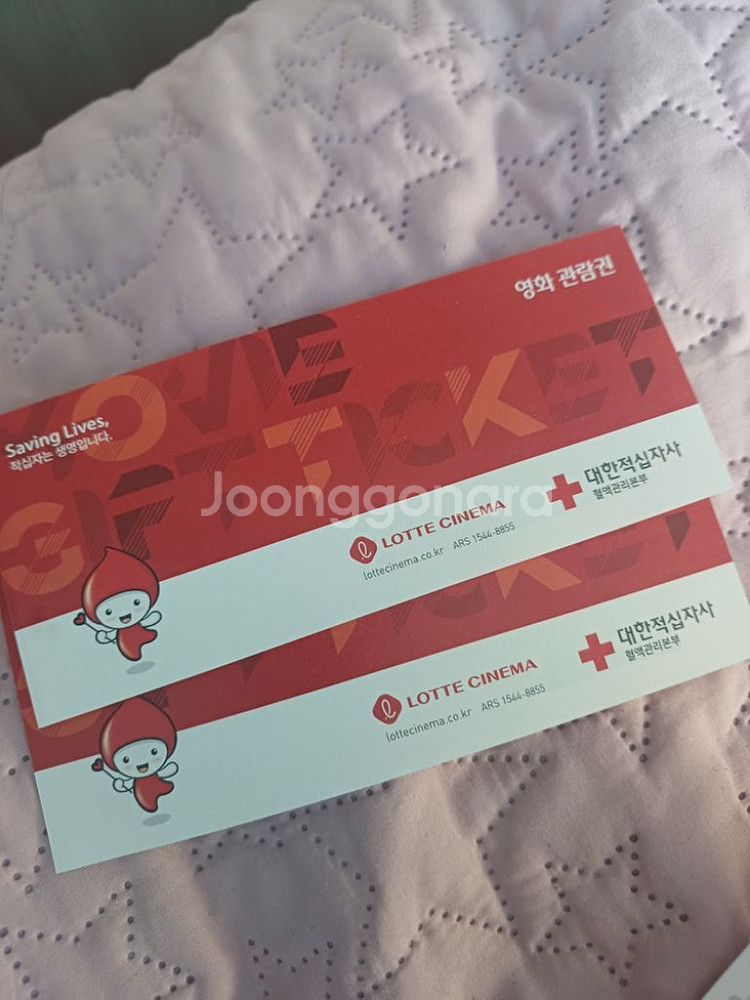 영화 관람권
MOVIE
GIFT TICKET
Saving Lives,
적십자는 생명입니다.
Joonggonara
LOTTE CINEMA
lottecinema.co.kr ARS 1544-8855
대한적십자사
혈액관리본부
LOTTE CINEMA
lottecinema.co.kr ARS 1544-8855
대한적십자사
혈액관리본부